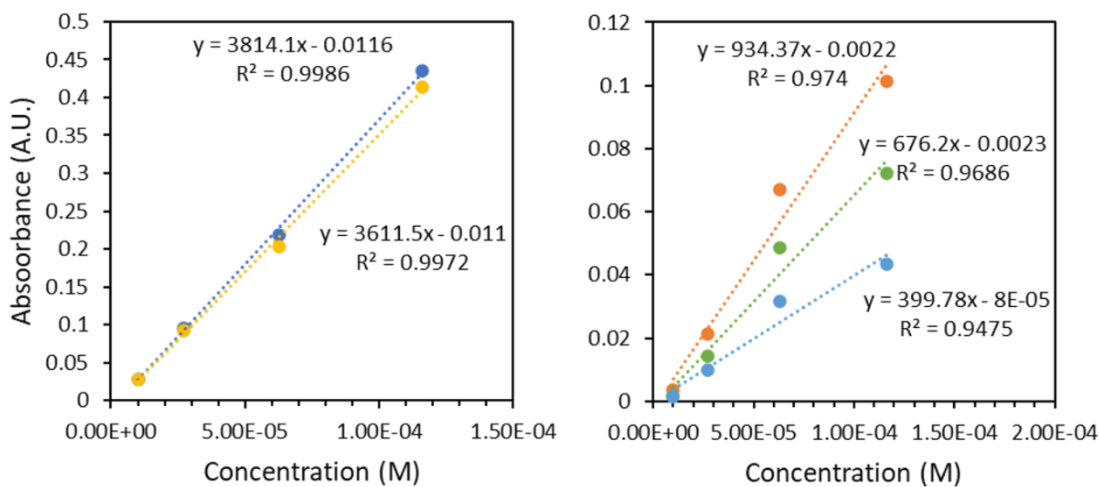 0.5
0.45
0.4
0.35
0.3
0.25
0.2
0.15
0.1
0.05
0
y = 3814.1x - 0.0116
R² = 0.9986
y = 3611.5x - 0.011
R² = 0.9972
Absoorbance (A.U.)
0.00E+00 5.00E-05 1.00E-04 1.50E-04
Concentration (M)
0.12
0.1
0.08
0.06
0.04
0.02
0
y = 934.37x - 0.0022
R² = 0.974
y = 676.2x - 0.0023
R² = 0.9686
y = 399.78x - 8E-05
R² = 0.9475
0.00E+00 5.00E-05 1.00E-04 1.50E-04 2.00E-04
Concentration (M)